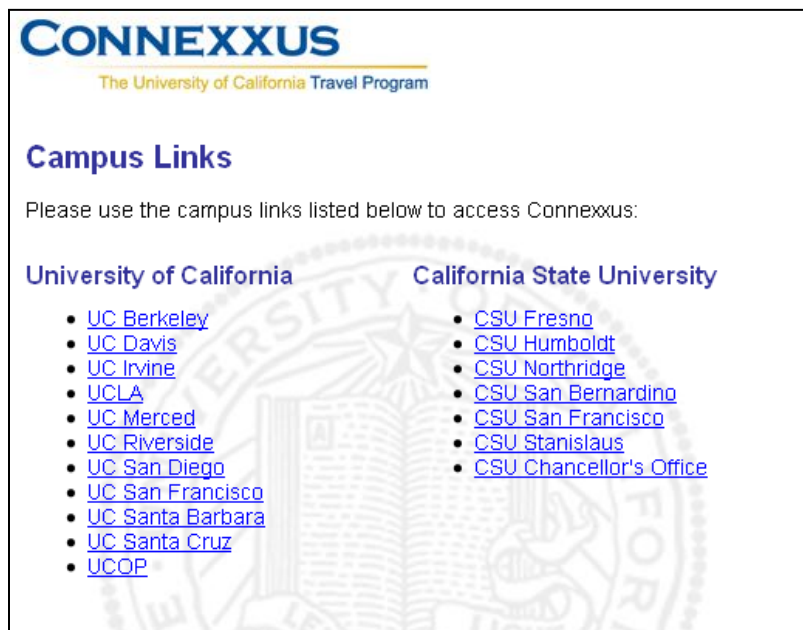 CONNEXXUS
The University of California Travel Program
Campus Links
Please use the campus links listed below to access Connexxus:
University of California
• UC Berkeley
• UC Davis
• UC Irvine
• UCLA
• UC Merced
• UC Riverside
• UC San Diego
• UC San Francisco
• UC Santa Barbara
• UC Santa Cruz
• UCOP
California State University
• CSU Fresno
• CSU Humboldt
• CSU Northridge
• CSU San Bernardino
• CSU San Francisco
• CSU Stanislaus
• CSU Chancellor's Office